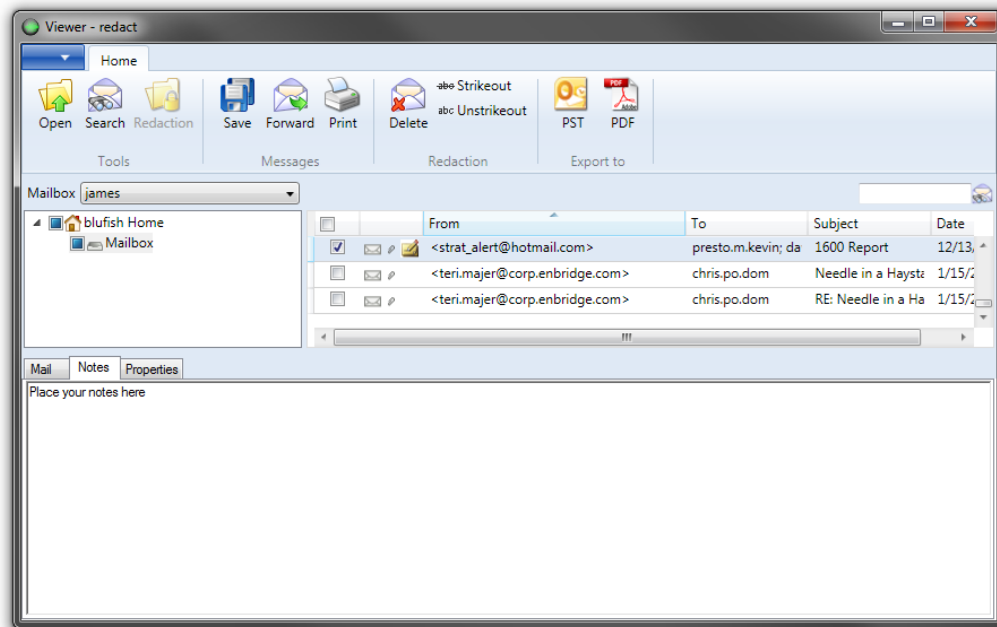 Viewer - redact
Home
Open Search Redaction
Tools
Save Forward Print
Messages
Delete
abc Strikeout
abc Unstrikeout
Redaction
PST PDF
Export to
Mailbox james
blufish Home
Mailbox
From To Subject Date
<strat_alert@hotmail.com> presto.m.kevin; da 1600 Report 12/13,
<teri.majer@corp.enbridge.com> chris.po.dom Needle in a Haysta 1/15/2
<teri.majer@corp.enbridge.com> chris.po.dom RE: Needle in a Ha 1/15/2
Mail Notes Properties
Place your notes here